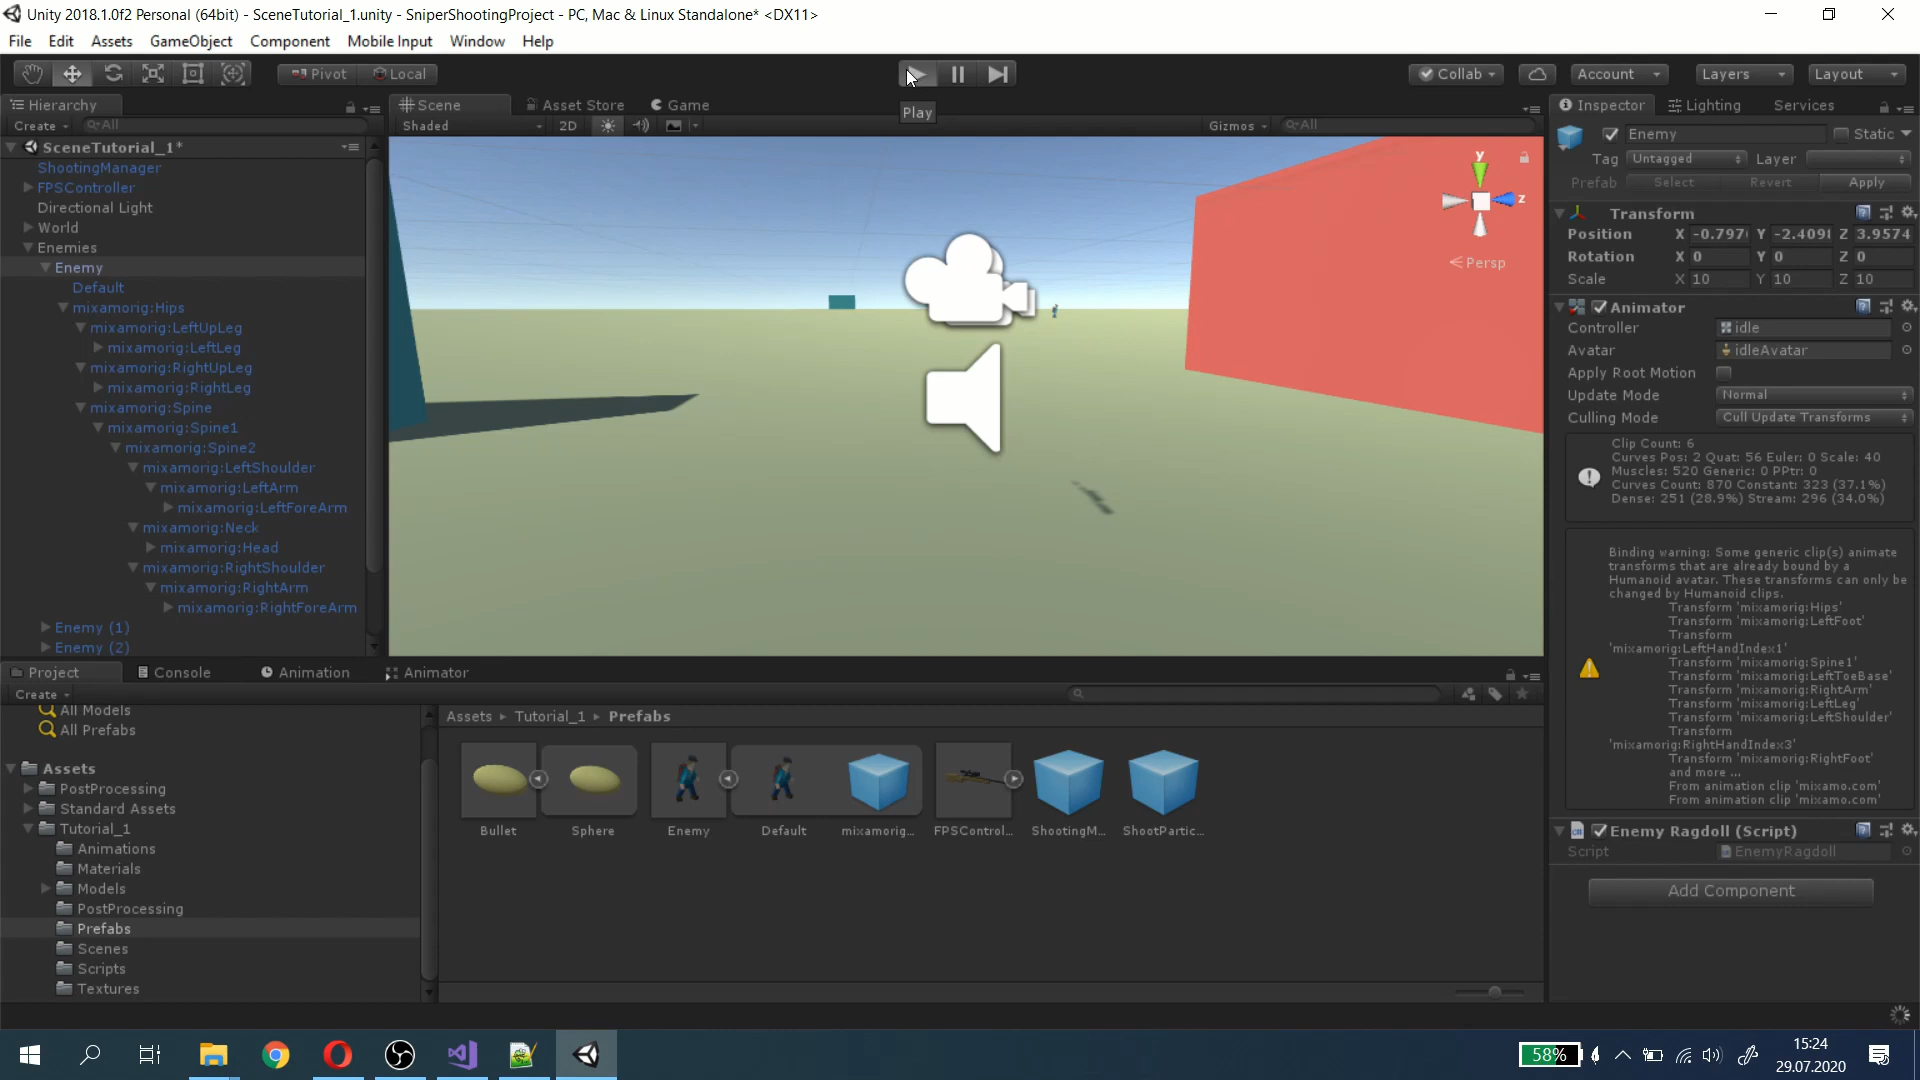 Unity 2018.1.0f2 Personal (64bit) - SceneTutorial_1.unity - SniperShootingProject - PC, Mac & Linux Standalone* <DX11>
File Edit Assets GameObject Component Mobile Input Window Help
Pivot Local Collab Account Layers Layout
Hierarchy Scene Asset Store Game Play Inspector Lighting Services
Create All Shaded 2D Gizmos All
SceneTutorial_1*
ShootingManager
FPSController
Directional Light
World
Enemies
Enemy
Default
mixamorig:Hips
mixamorig:LeftUpLeg
mixamorig:LeftLeg
mixamorig:RightUpLeg
mixamorig:RightLeg
mixamorig:Spine
mixamorig:Spine1
mixamorig:Spine2
mixamorig:LeftShoulder
mixamorig:LeftArm
mixamorig:LeftForeArm
mixamorig:Neck
mixamorig:Head
mixamorig:RightShoulder
mixamorig:RightArm
mixamorig:RightForeArm
Enemy (1)
Enemy (2)
y
z
Persp
Enemy Static
Tag Untagged Layer
Prefab Select Revert Apply
Transform
Position X -0.797 Y -2.409 Z 3.9574
Rotation X 0 Y 0 Z 0
Scale X 10 Y 10 Z 10
Animator
Controller idle
Avatar idleAvatar
Apply Root Motion
Update Mode Normal
Culling Mode Cull Update Transforms
Clip Count: 6
Curves Pos: 2 Quat: 56 Euler: 0 Scale: 40
Muscles: 520 Generic: 0 PPtr: 0
Curves Count: 870 Constant: 323 (37.1%)
Dense: 251 (28.9%) Stream: 296 (34.0%)
Binding warning: Some generic clip(s) animate
transforms that are already bound by a
Humanoid avatar. These transforms can only be
changed by Humanoid clips.
Transform 'mixamorig:Hips'
Transform 'mixamorig:LeftFoot'
Transform
'mixamorig:LeftHandIndex1'
Transform 'mixamorig:Spine1'
Transform 'mixamorig:LeftToeBase'
Transform 'mixamorig:RightArm'
Transform 'mixamorig:LeftLeg'
Transform 'mixamorig:LeftShoulder'
Transform
'mixamorig:RightHandIndex3'
Transform 'mixamorig:RightFoot'
and more ...
From animation clip 'mixamo.com'
From animation clip 'mixamo.com'
Enemy Ragdoll (Script)
Script EnemyRagdoll
Add Component
Project Console Animation Animator
Create
All Models
All Prefabs
Assets
PostProcessing
Standard Assets
Tutorial_1
Animations
Materials
Models
PostProcessing
Prefabs
Scenes
Scripts
Textures
Assets Tutorial_1 Prefabs
Bullet Sphere Enemy Default mixamorig... FPSControl... ShootingM... ShootPartic...
58%
15:24
29.07.2020